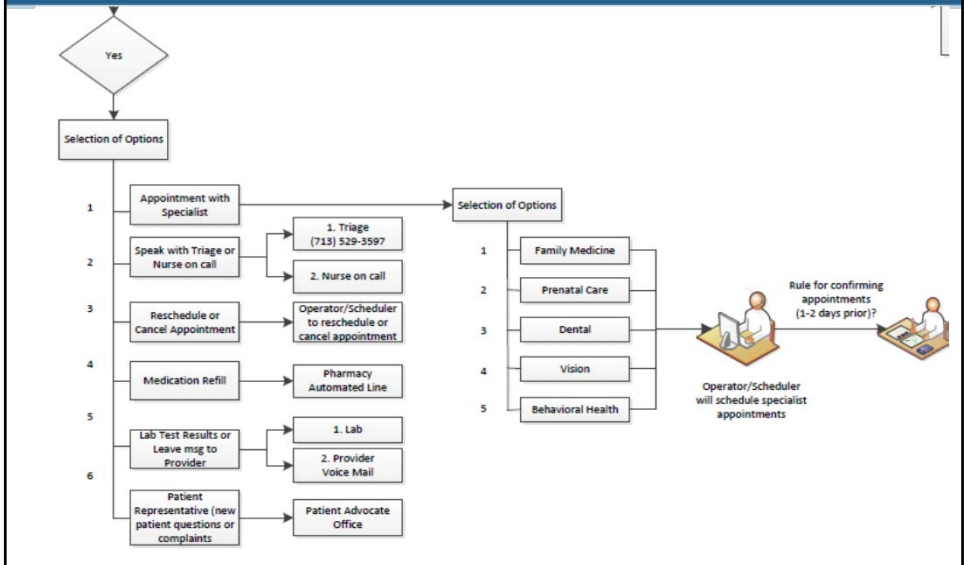 Yes
Selection of Options
1
Appointment with
Specialist
2
Speak with Triage or
Nurse on call
1. Triage
(713) 529-3597
2. Nurse on call
3
Reschedule or
Cancel Appointment
Operator/Scheduler
to reschedule or
cancel appointment
4
Medication Refill
Pharmacy
Automated Line
5
Lab Test Results or
Leave msg to
Provider
1. Lab
2. Provider
Voice Mail
6
Patient
Representative (new
patient questions or
complaints
Patient Advocate
Office
Selection of Options
1
Family Medicine
2
Prenatal Care
3
Dental
4
Vision
5
Behavioral Health
Operator/Scheduler
will schedule specialist
appointments
Rule for confirming
appointments
(1-2 days prior)?